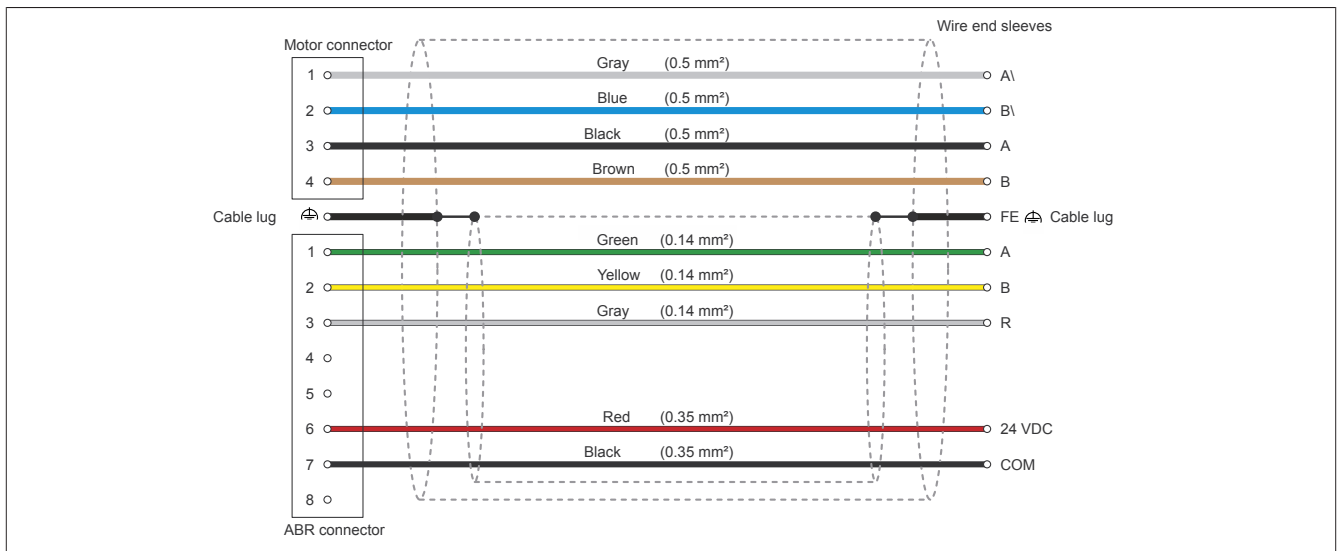 Wire end sleeves
Motor connector
1 Gray (0.5 mm²) A\
2 Blue (0.5 mm²) B\
3 Black (0.5 mm²) A
4 Brown (0.5 mm²) B
Cable lug FE Cable lug
1 Green (0.14 mm²) A
2 Yellow (0.14 mm²) B
3 Gray (0.14 mm²) R
4
5
6 Red (0.35 mm²) 24 VDC
7 Black (0.35 mm²) COM
8
ABR connector